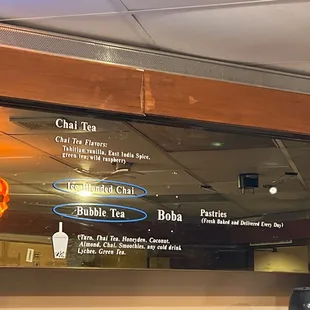 Chai Tea
Chai Tea Flavors:
Tahitian vanilla, East India Spice,
green tea, wild raspberry
Ice Blended Chai
Bubble Tea
Boba
Pastries
(Fresh Baked and Delivered Every Day)
(Taro, Thai Tea, Honeydew, Coconut,
Almond, Chai, Smoothies, any cold drink
Lychee, Green Tea.